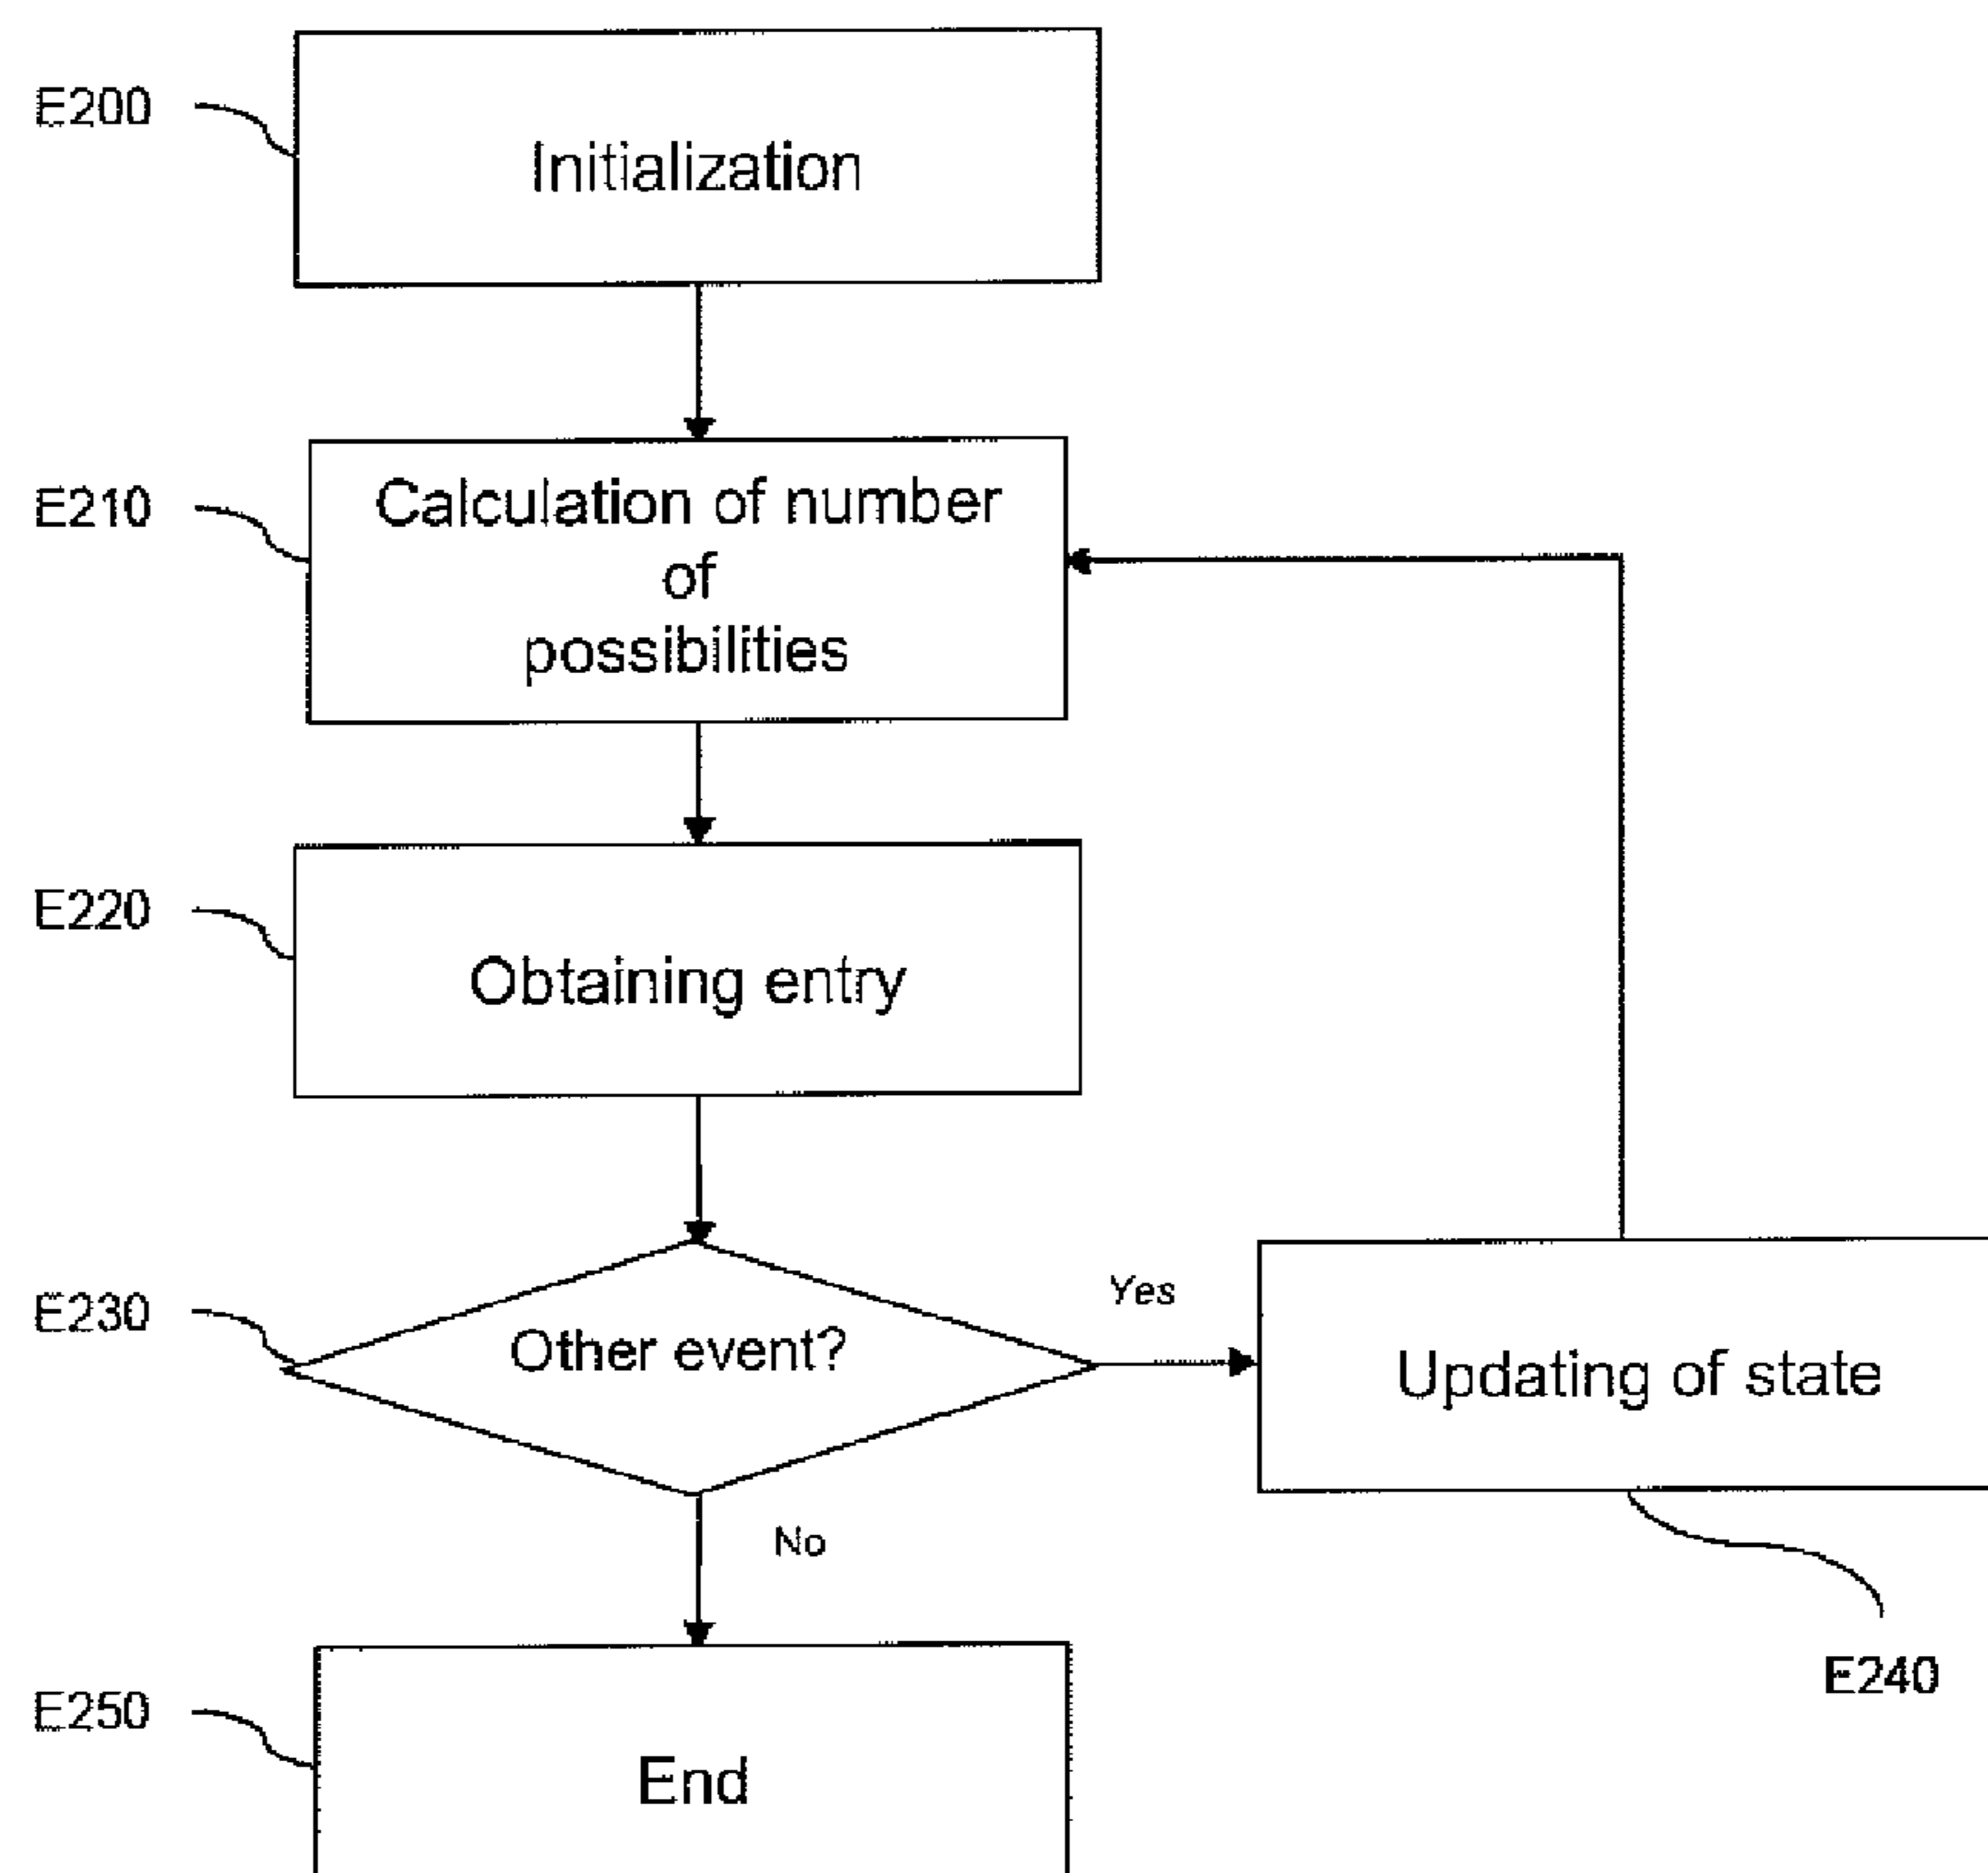 E200
Initialization
E210
Calculation of number
of
possibilities
E220
Obtaining entry
E230
Other event?
Yes
Updating of state
No
E240
E250
End